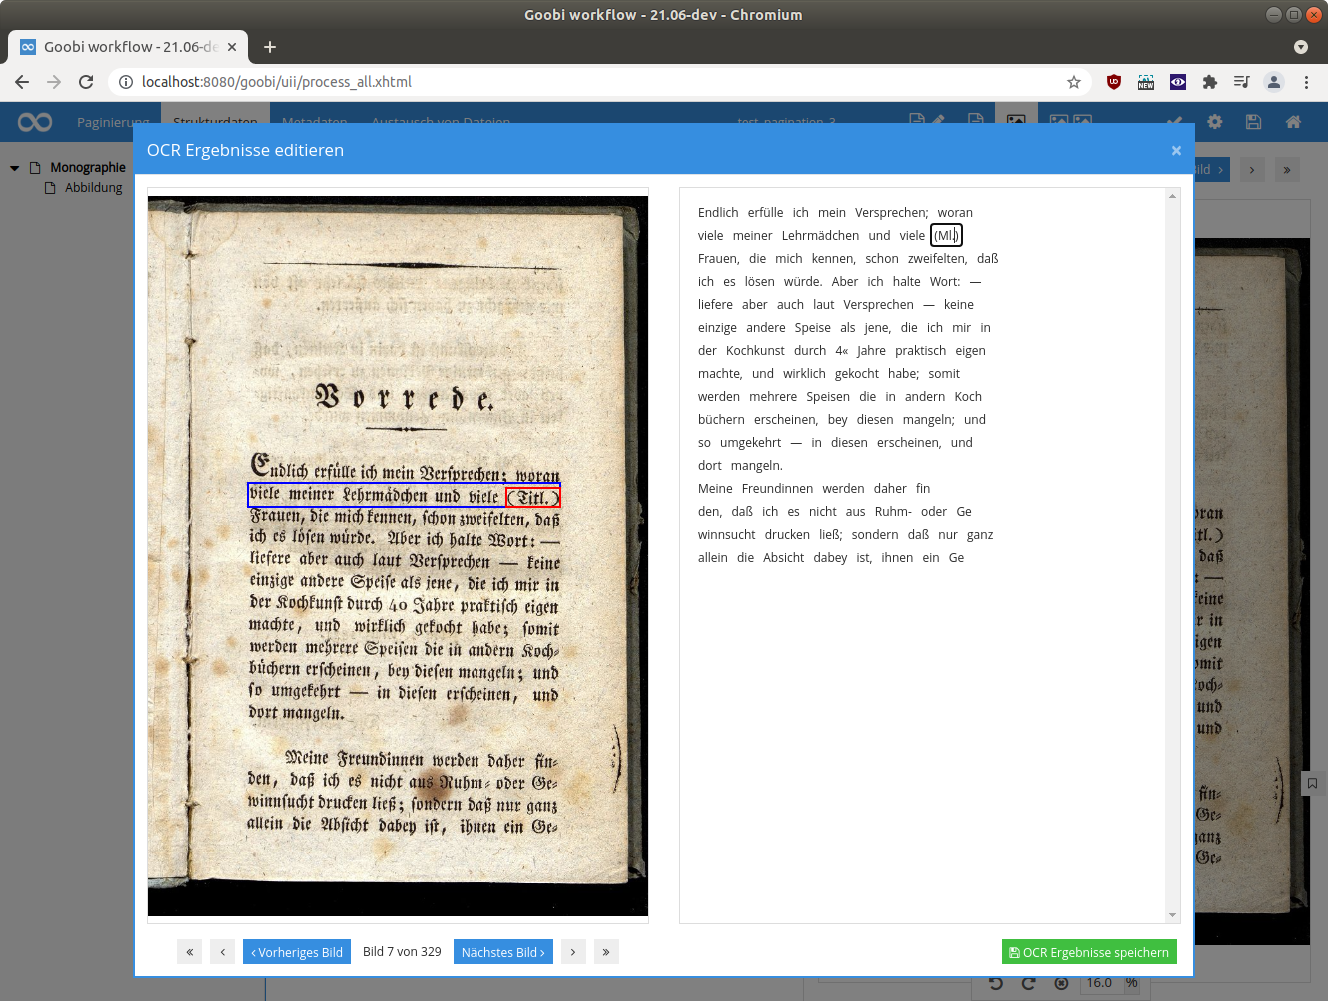 Goobi workflow - 21.06-dev - Chromium
Goobi workflow - 21.06-de
localhost:8080/goobi/uii/process_all.xhtml
Paginierung Strukturdaten Metadaten Austausch von Dateien test_pagination_3
Monographie
Abbildung
OCR Ergebnisse editieren
Vorrede.
Endlich erfülle ich mein Verſprechen; woran
viele meiner Lehrmädchen und viele (Titl.)
Frauen, die mich kennen, ſchon zweifelten, daß
ich es löſen würde. Aber ich halte Wort: —
liefere aber auch laut Verſprechen — keine
einzige andere Speiſe als jene, die ich mir in
der Kochkunſt durch 40 Jahre praktiſch eigen
machte, und wirklich gekocht habe; ſomit
werden mehrere Speiſen die in andern Koch-
büchern erſcheinen, bey dieſen mangeln; und
ſo umgekehrt — in dieſen erſcheinen, und
dort mangeln.
Meine Freundinnen werden daher fin-
den, daß ich es nicht aus Ruhm- oder Ge-
winnſucht drucken ließ; ſondern daß nur ganz
allein die Abſicht dabey iſt, ihnen ein Ge-
Endlich erfülle ich mein Versprechen; woran
viele meiner Lehrmädchen und viele (Ml.)
Frauen, die mich kennen, schon zweifelten, daß
ich es lösen würde. Aber ich halte Wort: —
liefere aber auch laut Versprechen — keine
einzige andere Speise als jene, die ich mir in
der Kochkunst durch 4« Jahre praktisch eigen
machte, und wirklich gekocht habe; somit
werden mehrere Speisen die in andern Koch
büchern erscheinen, bey diesen mangeln; und
so umgekehrt — in diesen erscheinen, und
dort mangeln.
Meine Freundinnen werden daher fin
den, daß ich es nicht aus Ruhm- oder Ge
winnsucht drucken ließ; sondern daß nur ganz
allein die Absicht dabey ist, ihnen ein Ge
« ‹ ‹ Vorheriges Bild Bild 7 von 329 Nächstes Bild › › »
OCR Ergebnisse speichern
16.0 %